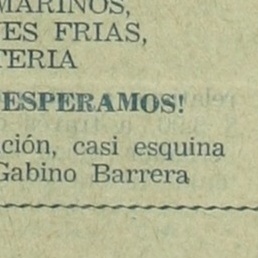 MARINOS,
ES FRIAS,
TERIA
ESPERAMOS!
ción, casi esquina
Gabino Barrera